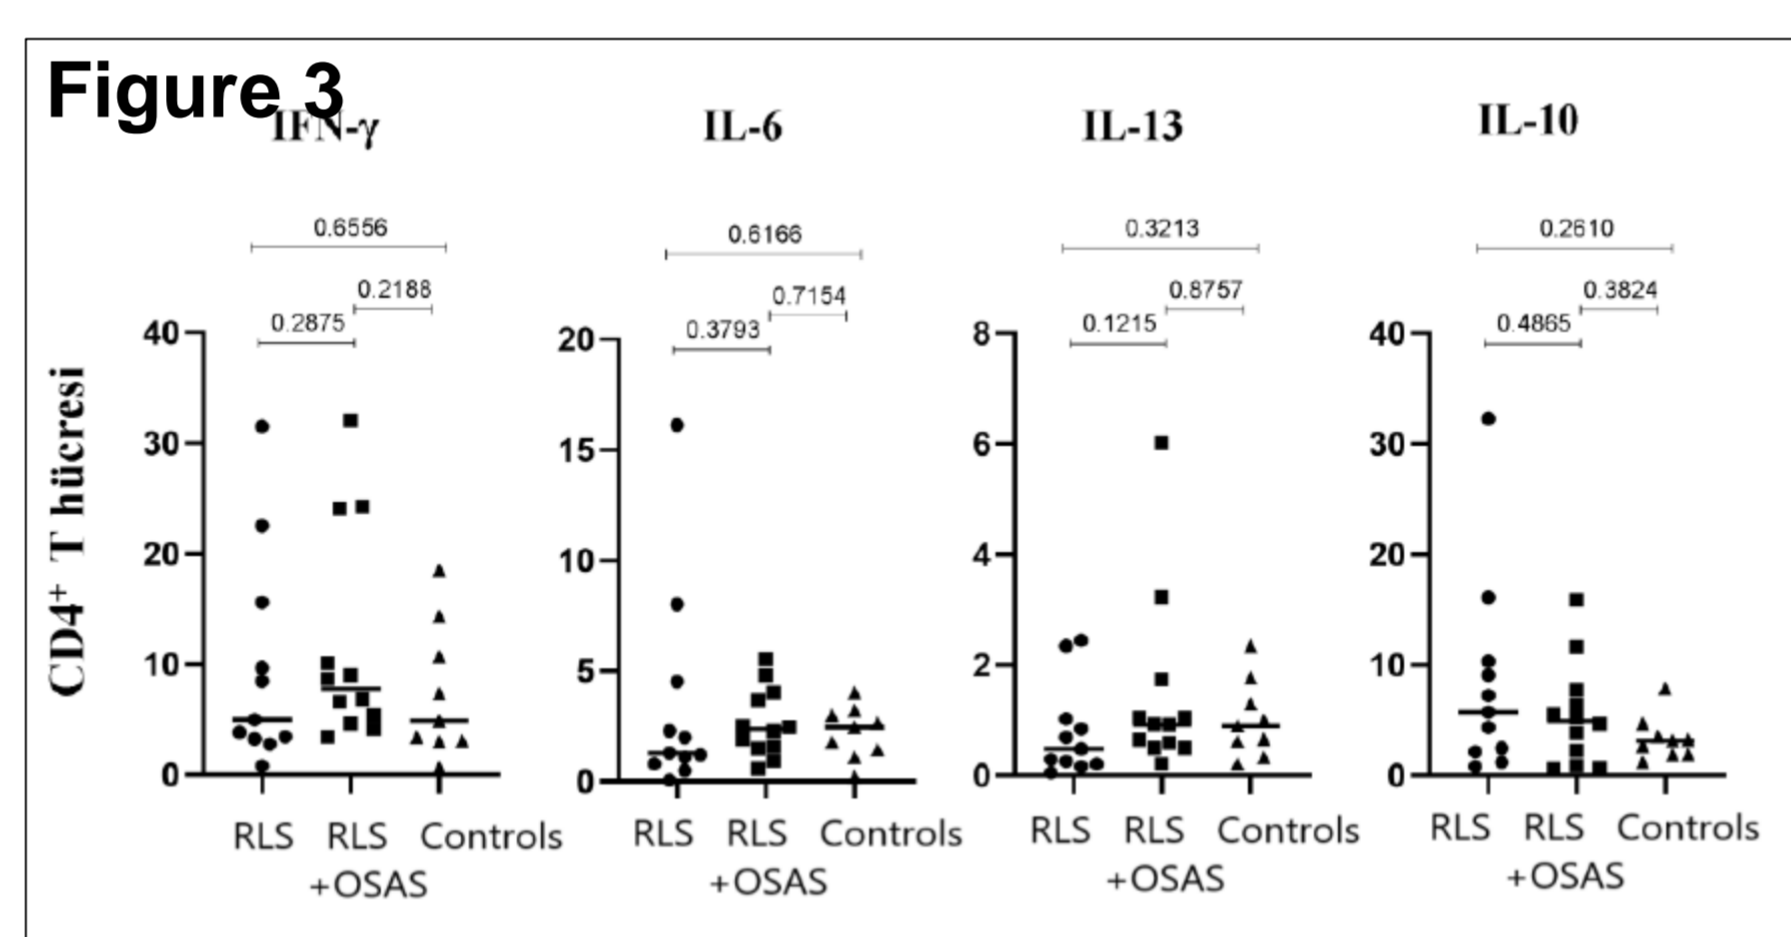 Figure 3
IFN-γ
IL-6
IL-13
IL-10
CD4⁺ T hücresi
0.6556
0.2188
0.2875
40
30
20
10
0
RLS
RLS
+OSAS
Controls
0.6166
0.7154
0.3793
20
15
10
5
0
RLS
RLS
+OSAS
Controls
0.3213
0.8757
0.1215
8
6
4
2
0
RLS
RLS
+OSAS
Controls
0.2610
0.3824
0.4865
40
30
20
10
0
RLS
RLS
+OSAS
Controls